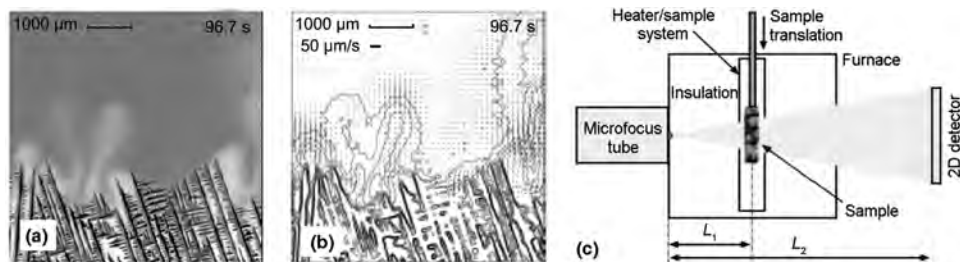 1000 µm
96.7 s
(a)
1000 µm
96.7 s
50 µm/s
(b)
Heater/sample
system
Sample
translation
Furnace
Insulation
Microfocus
tube
2D detector
Sample
(c)
L1
L2